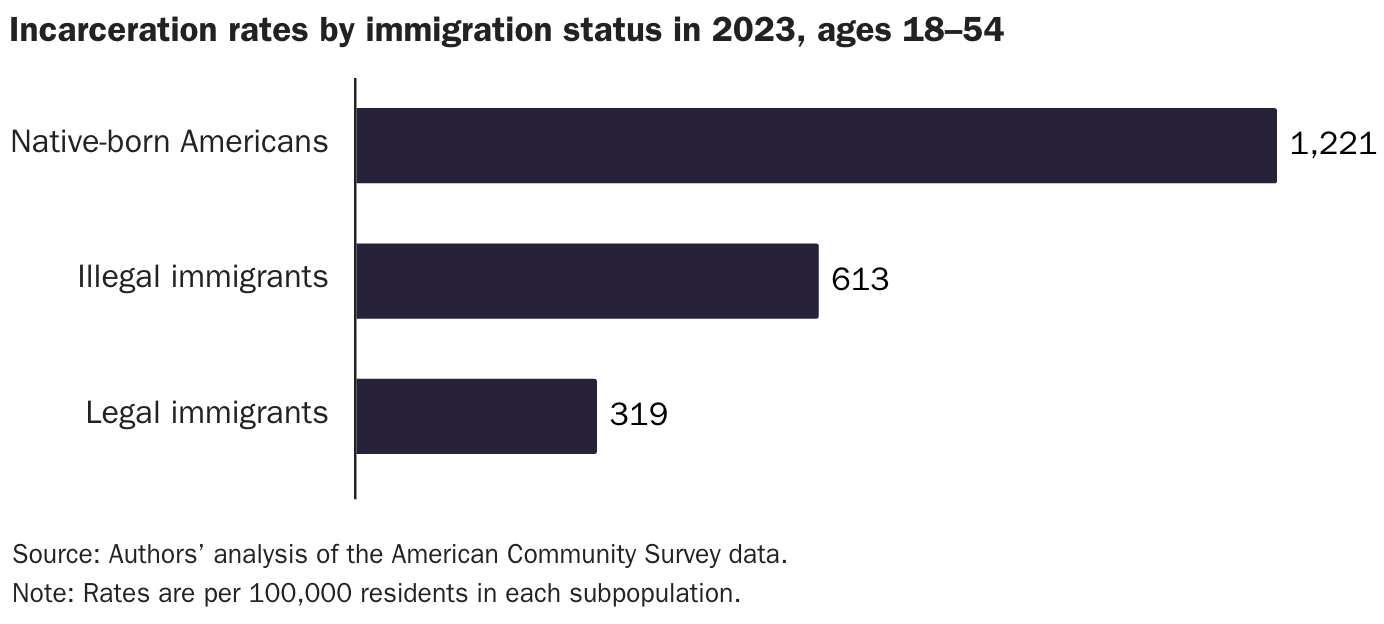 Incarceration rates by immigration status in 2023, ages 18–54
Native-born Americans
1,221
Illegal immigrants
613
Legal immigrants
319
Source: Authors’ analysis of the American Community Survey data.
Note: Rates are per 100,000 residents in each subpopulation.